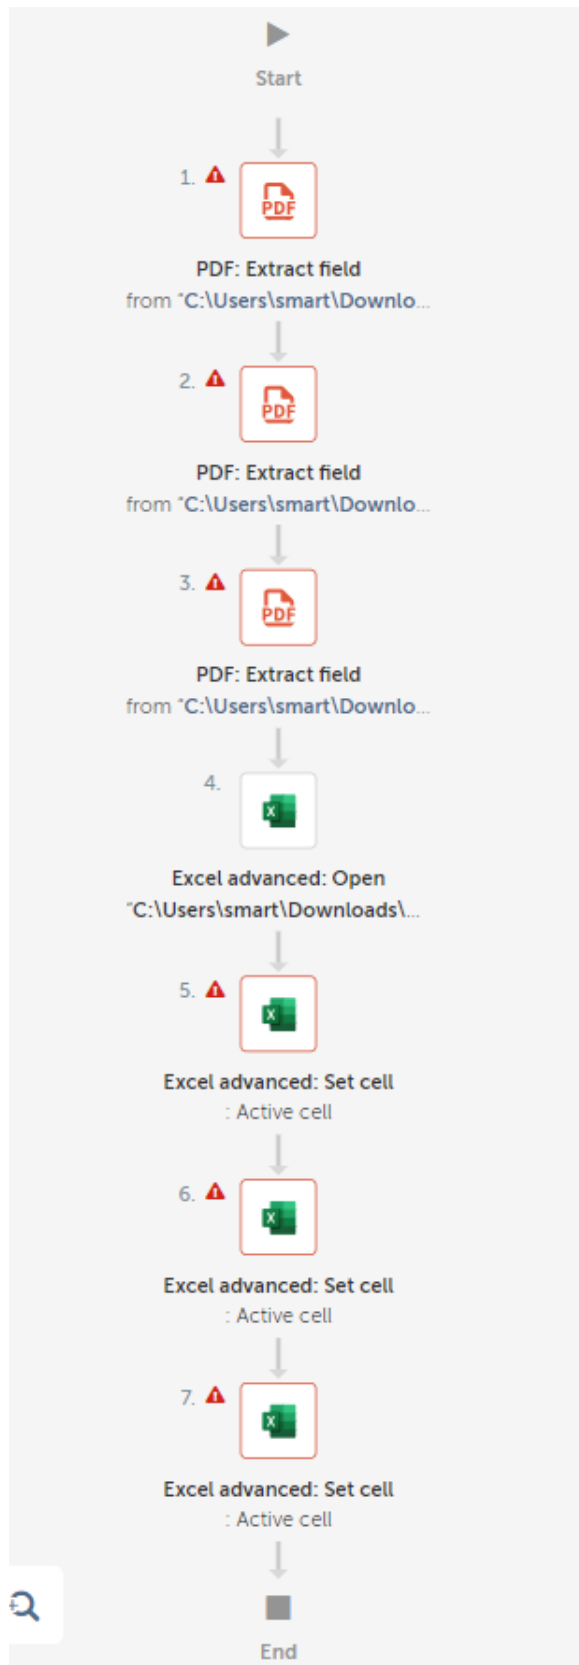 Start
1.
PDF
PDF: Extract field
from "C:\Users\smart\Downlo...
2.
PDF
PDF: Extract field
from "C:\Users\smart\Downlo...
3.
PDF
PDF: Extract field
from "C:\Users\smart\Downlo...
4.
X
Excel advanced: Open
"C:\Users\smart\Downloads\...
5.
X
Excel advanced: Set cell
: Active cell
6.
X
Excel advanced: Set cell
: Active cell
7.
X
Excel advanced: Set cell
: Active cell
End